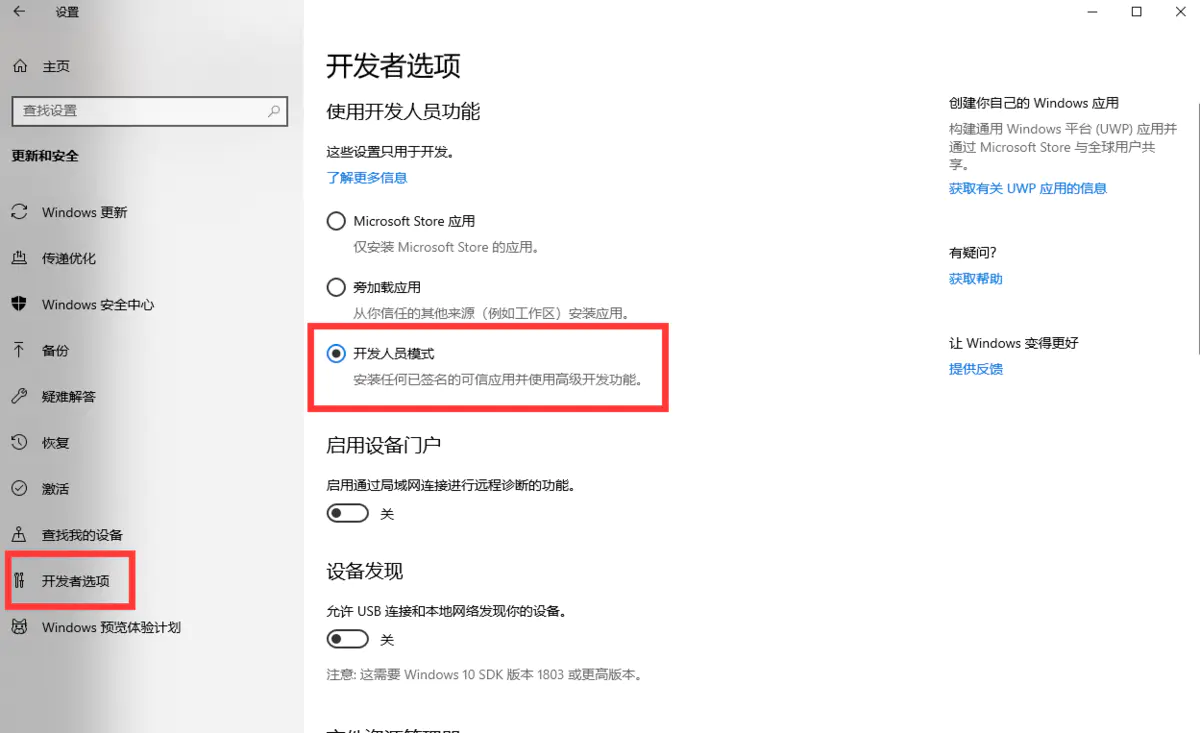 设置
主页
查找设置
更新和安全
Windows 更新
传递优化
Windows 安全中心
备份
疑难解答
恢复
激活
查找我的设备
开发者选项
Windows 预览体验计划
开发者选项
使用开发人员功能
这些设置只用于开发。
了解更多信息
Microsoft Store 应用
仅安装 Microsoft Store 的应用。
旁加载应用
从你信任的其他来源（例如工作区）安装应用。
开发人员模式
安装任何已签名的可信应用并使用高级开发功能。
启用设备门户
启用通过局域网连接进行远程诊断的功能。
关
设备发现
允许 USB 连接和本地网络发现你的设备。
关
注意: 这需要 Windows 10 SDK 版本 1803 或更高版本。
文件资源管理器
创建你自己的 Windows 应用
构建通用 Windows 平台 (UWP) 应用并
通过 Microsoft Store 与全球用户共
享。
获取有关 UWP 应用的信息
有疑问?
获取帮助
让 Windows 变得更好
提供反馈